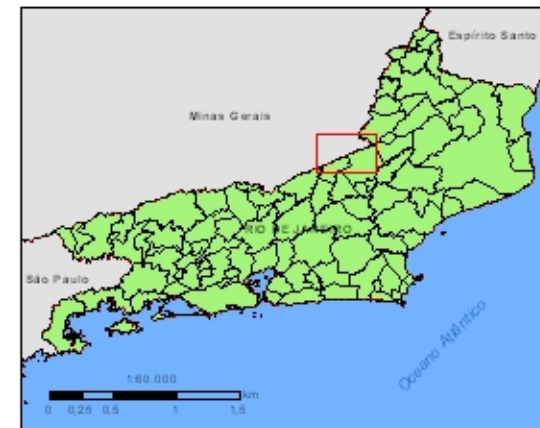 Espírito Santo
Minas Gerais
RIO DE JANEIRO
São Paulo
Oceano Atlântico
1:60.000
km
0 0,25 0,5 1 1,5